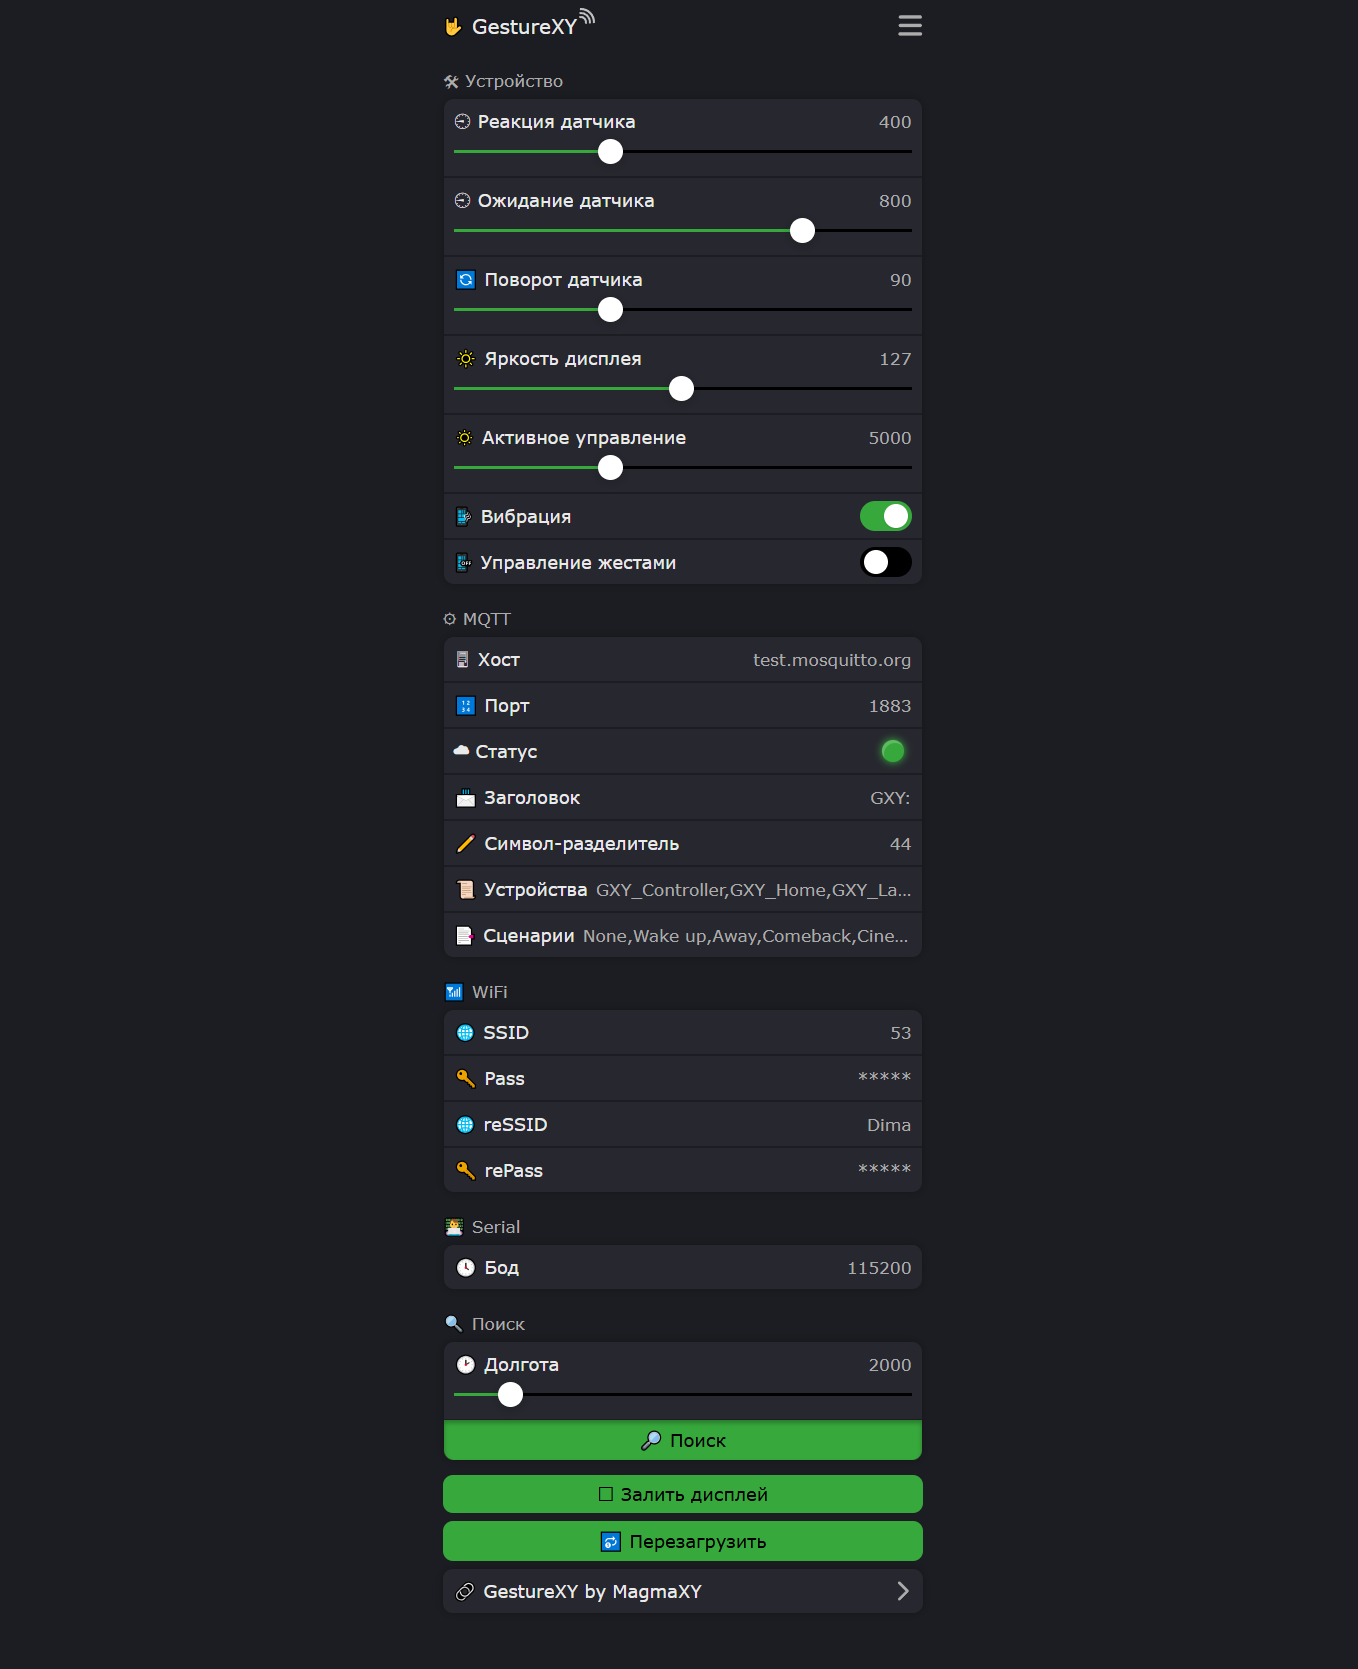 GestureXY
Устройство
Реакция датчика 400
Ожидание датчика 800
Поворот датчика 90
Яркость дисплея 127
Активное управление 5000
Вибрация
Управление жестами
MQTT
Хост test.mosquitto.org
Порт 1883
Статус
Заголовок GXY:
Символ-разделитель 44
Устройства GXY_Controller,GXY_Home,GXY_La...
Сценарии None,Wake up,Away,Comeback,Cine...
WiFi
SSID 53
Pass *****
reSSID Dima
rePass *****
Serial
Бод 115200
Поиск
Долгота 2000
Поиск
Залить дисплей
Перезагрузить
GestureXY by MagmaXY